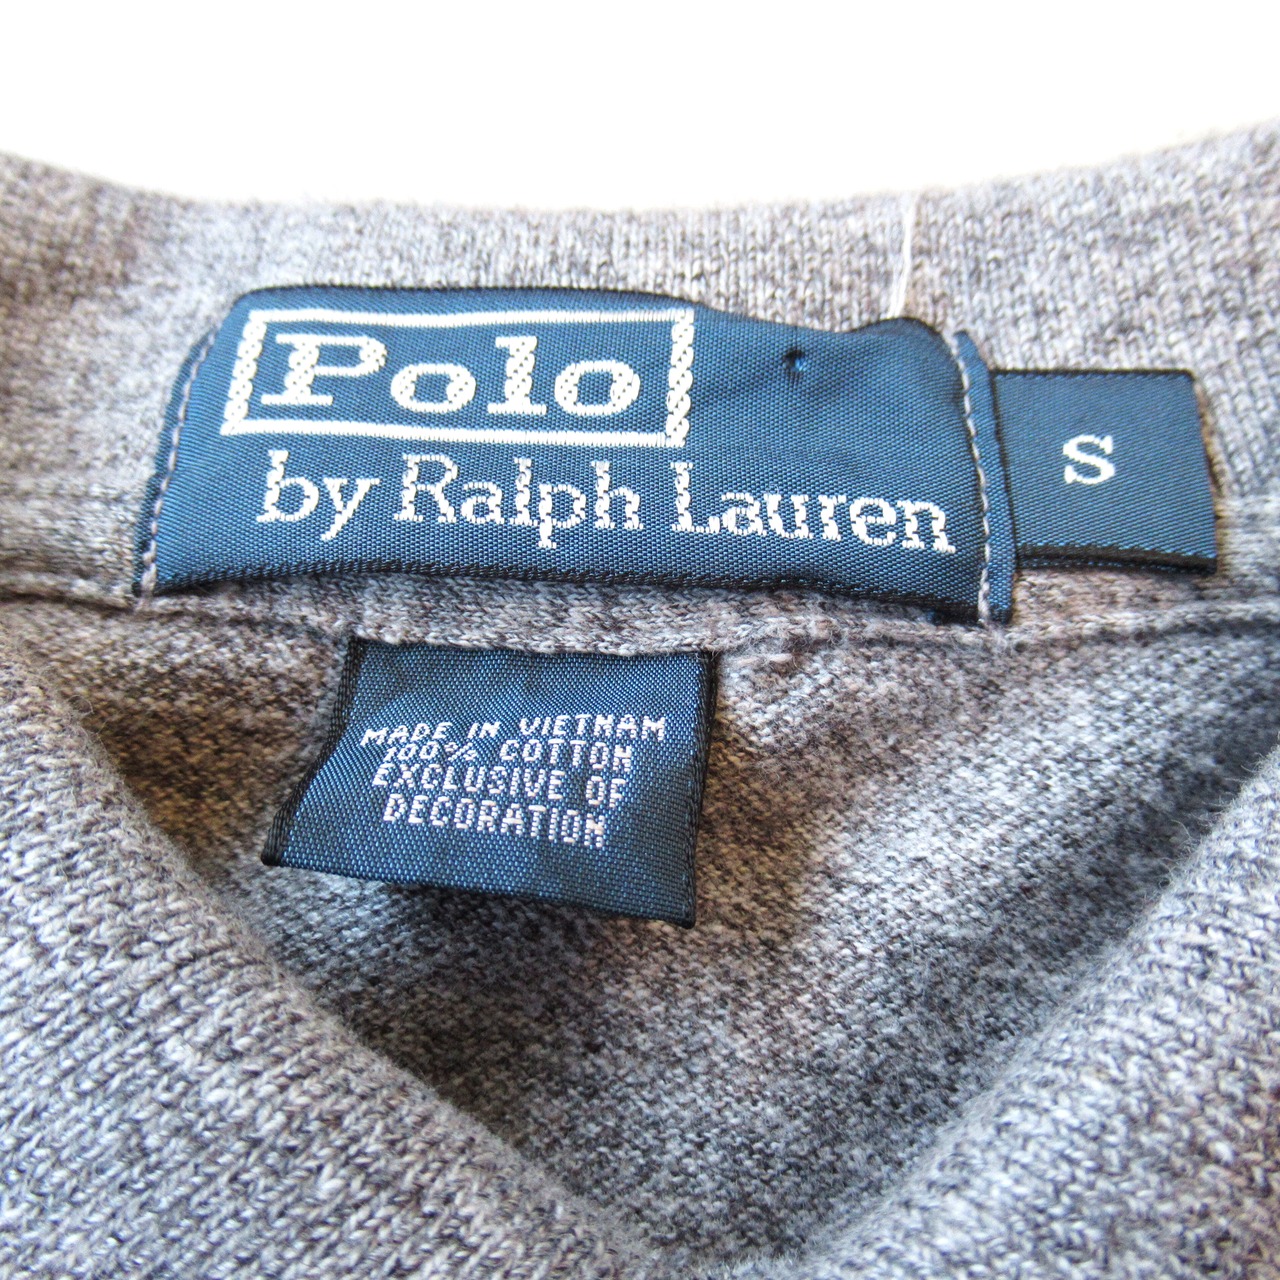 Polo
by Ralph Lauren
S
MADE IN VIETNAM
100% COTTON
EXCLUSIVE OF
DECORATION